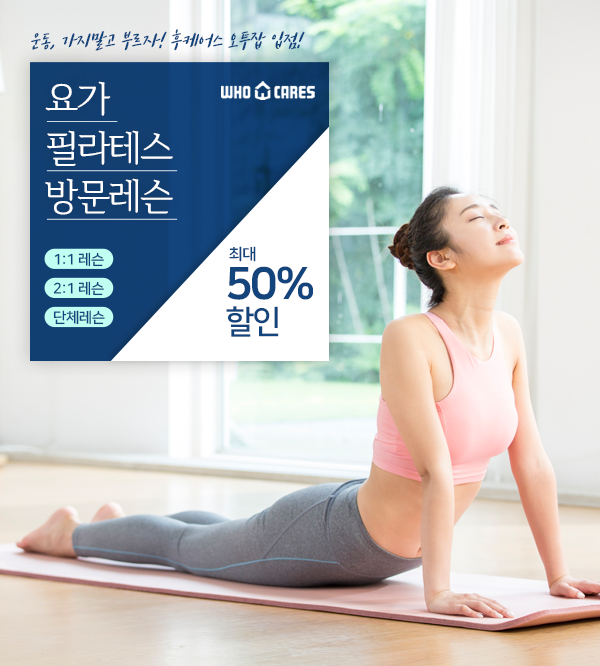 운동, 가지말고 부르자! 후케어스 오투잡 입점!
요가
필라테스
방문레슨
WHO CARES
1:1 레슨
2:1 레슨
단체레슨
최대
50%
할인